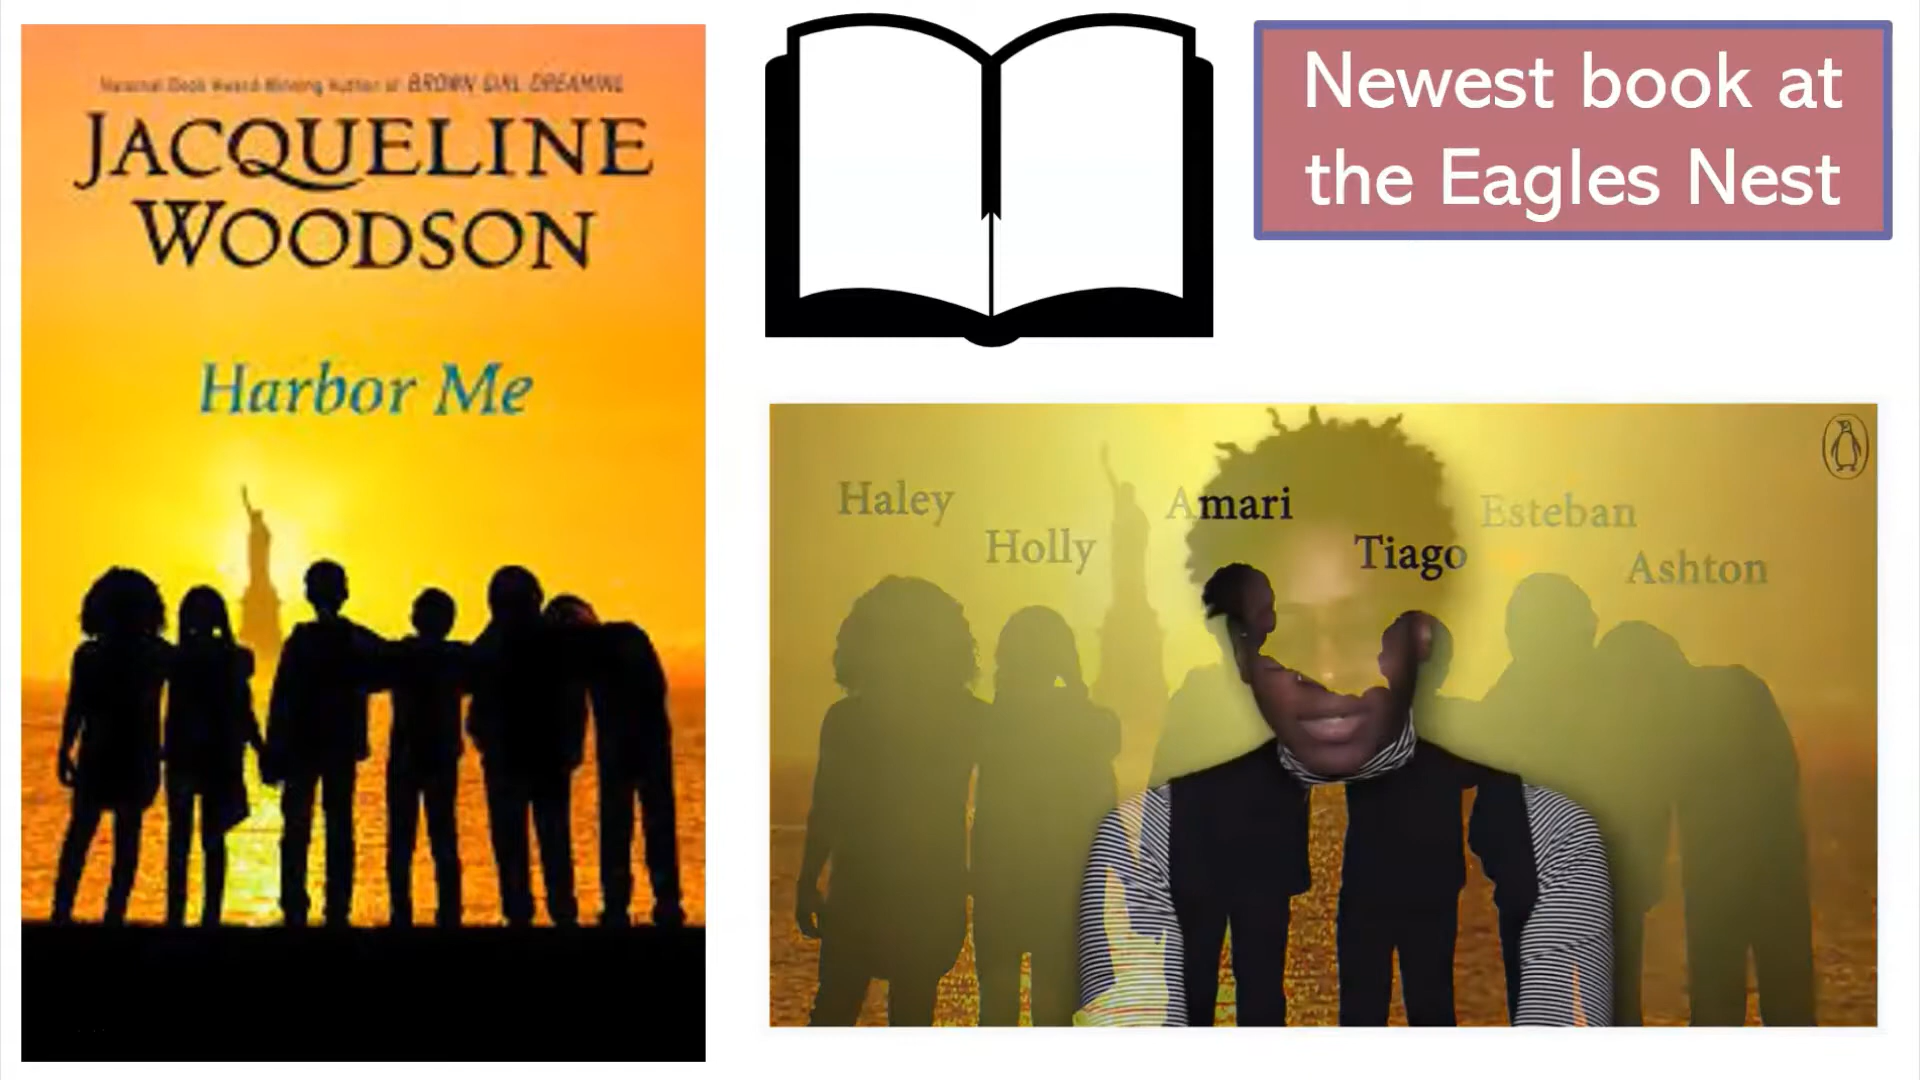 National Book Award-Winning Author of BROWN GIRL DREAMING
JACQUELINE
WOODSON
Harbor Me
Newest book at
the Eagles Nest
Haley
Holly
Amari
Tiago
Esteban
Ashton